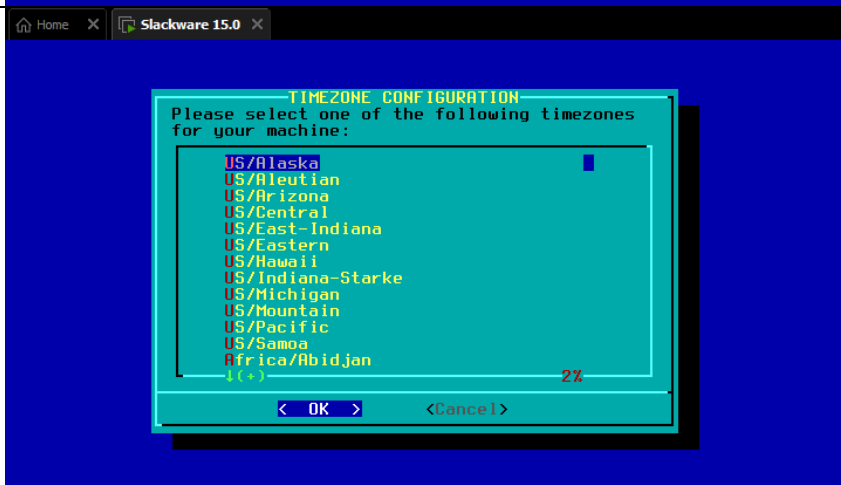 Home
Slackware 15.0
TIMEZONE CONFIGURATION
Please select one of the following timezones
for your machine:
US/Alaska
US/Aleutian
US/Arizona
US/Central
US/East-Indiana
US/Eastern
US/Hawaii
US/Indiana-Starke
US/Michigan
US/Mountain
US/Pacific
US/Samoa
Africa/Abidjan
↓(+) 2%
< OK > <Cancel>